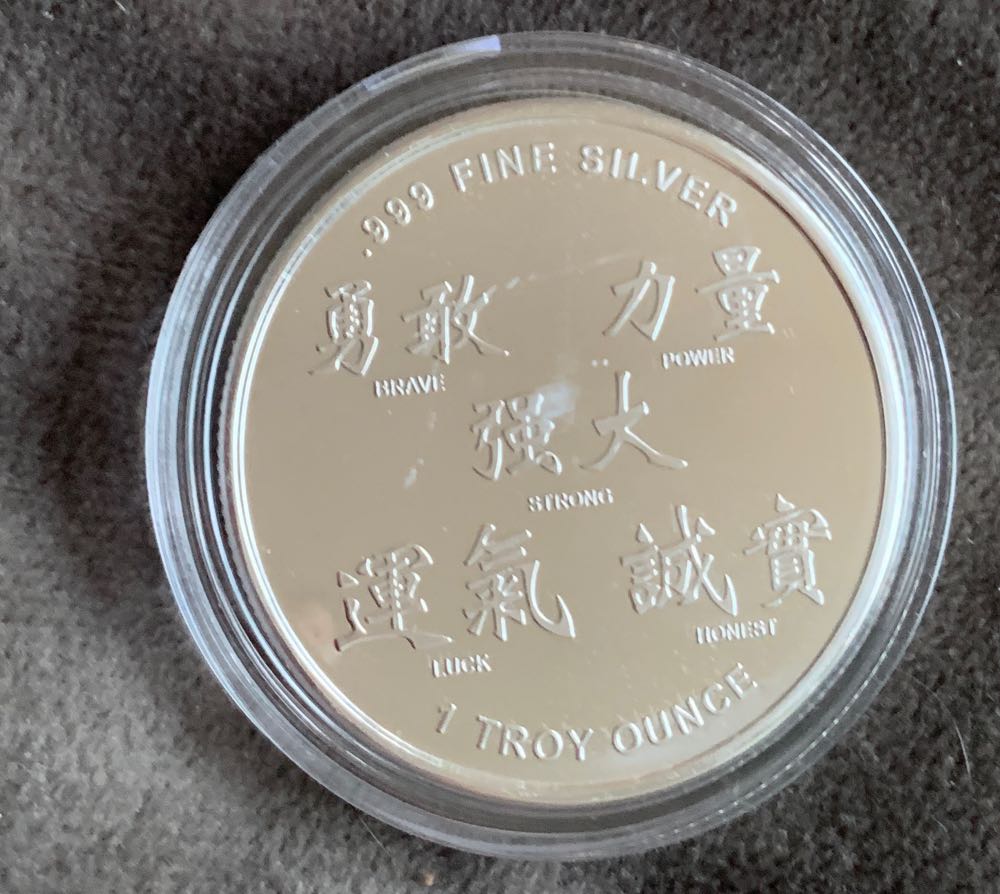 .999 FINE SILVER
勇敢
BRAVE
力量
POWER
强大
STRONG
運氣
LUCK
誠實
HONEST
1 TROY OUNCE